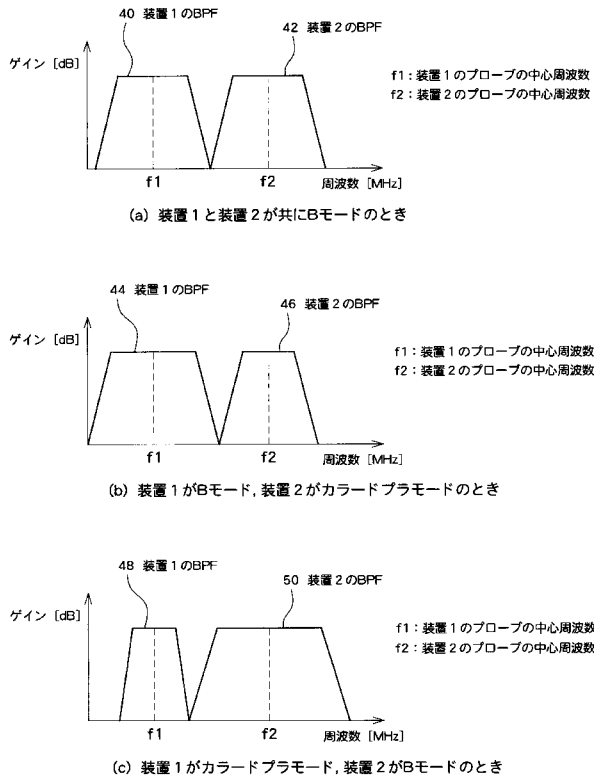 40 装置1のBPF
42 装置2のBPF
ゲイン [dB]
f1:装置1のプローブの中心周波数
f2:装置2のプローブの中心周波数
f1
f2
周波数 [MHz]
(a) 装置1と装置2が共にBモードのとき
44 装置1のBPF
46 装置2のBPF
ゲイン [dB]
f1:装置1のプローブの中心周波数
f2:装置2のプローブの中心周波数
f1
f2
周波数 [MHz]
(b) 装置1がBモード,装置2がカラードプラモードのとき
48 装置1のBPF
50 装置2のBPF
ゲイン [dB]
f1:装置1のプローブの中心周波数
f2:装置2のプローブの中心周波数
f1
f2
周波数 [MHz]
(c) 装置1がカラードプラモード,装置2がBモードのとき